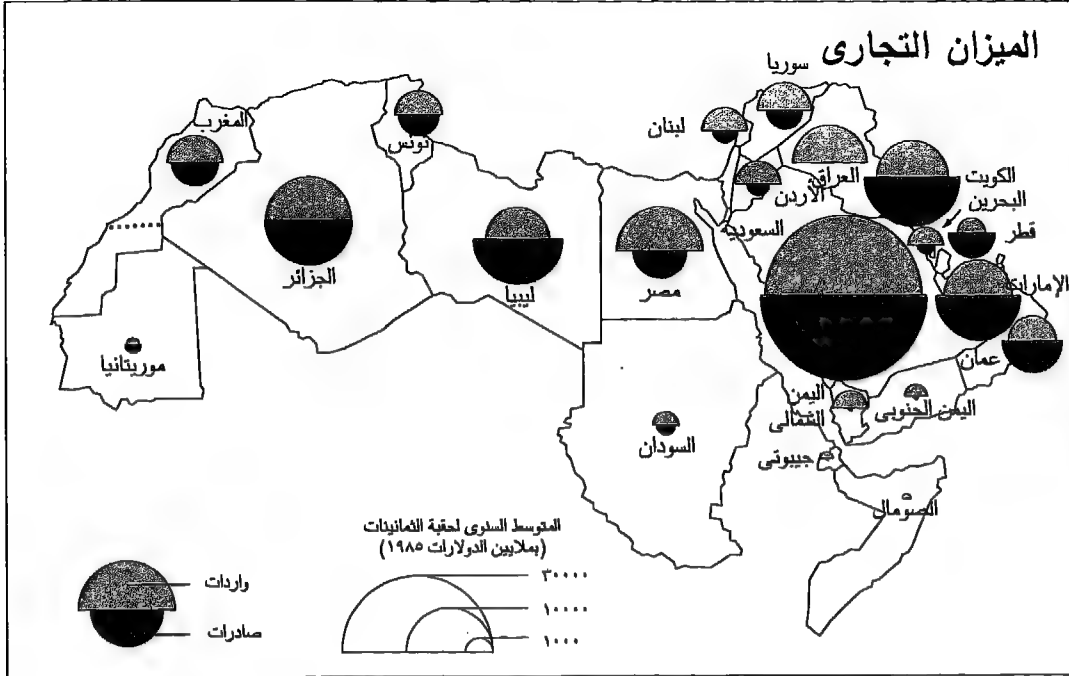 الميزان التجارى
سوريا
المغرب
تونس
لبنان
العراق
الكويت
البحرين
قطر
الأردن
السعودية
الإمارات
الجزائر
ليبيا
مصر
عمان
موريتانيا
اليمن
الشمالى
اليمن الجنوبى
السودان
جيبوتى
الصومال
المتوسط السنوى لحقبة الثمانينات
(بملايين الدولارات ١٩٨٥)
٣٠٠٠٠
١٠٠٠٠
١٠٠٠
واردات
صادرات